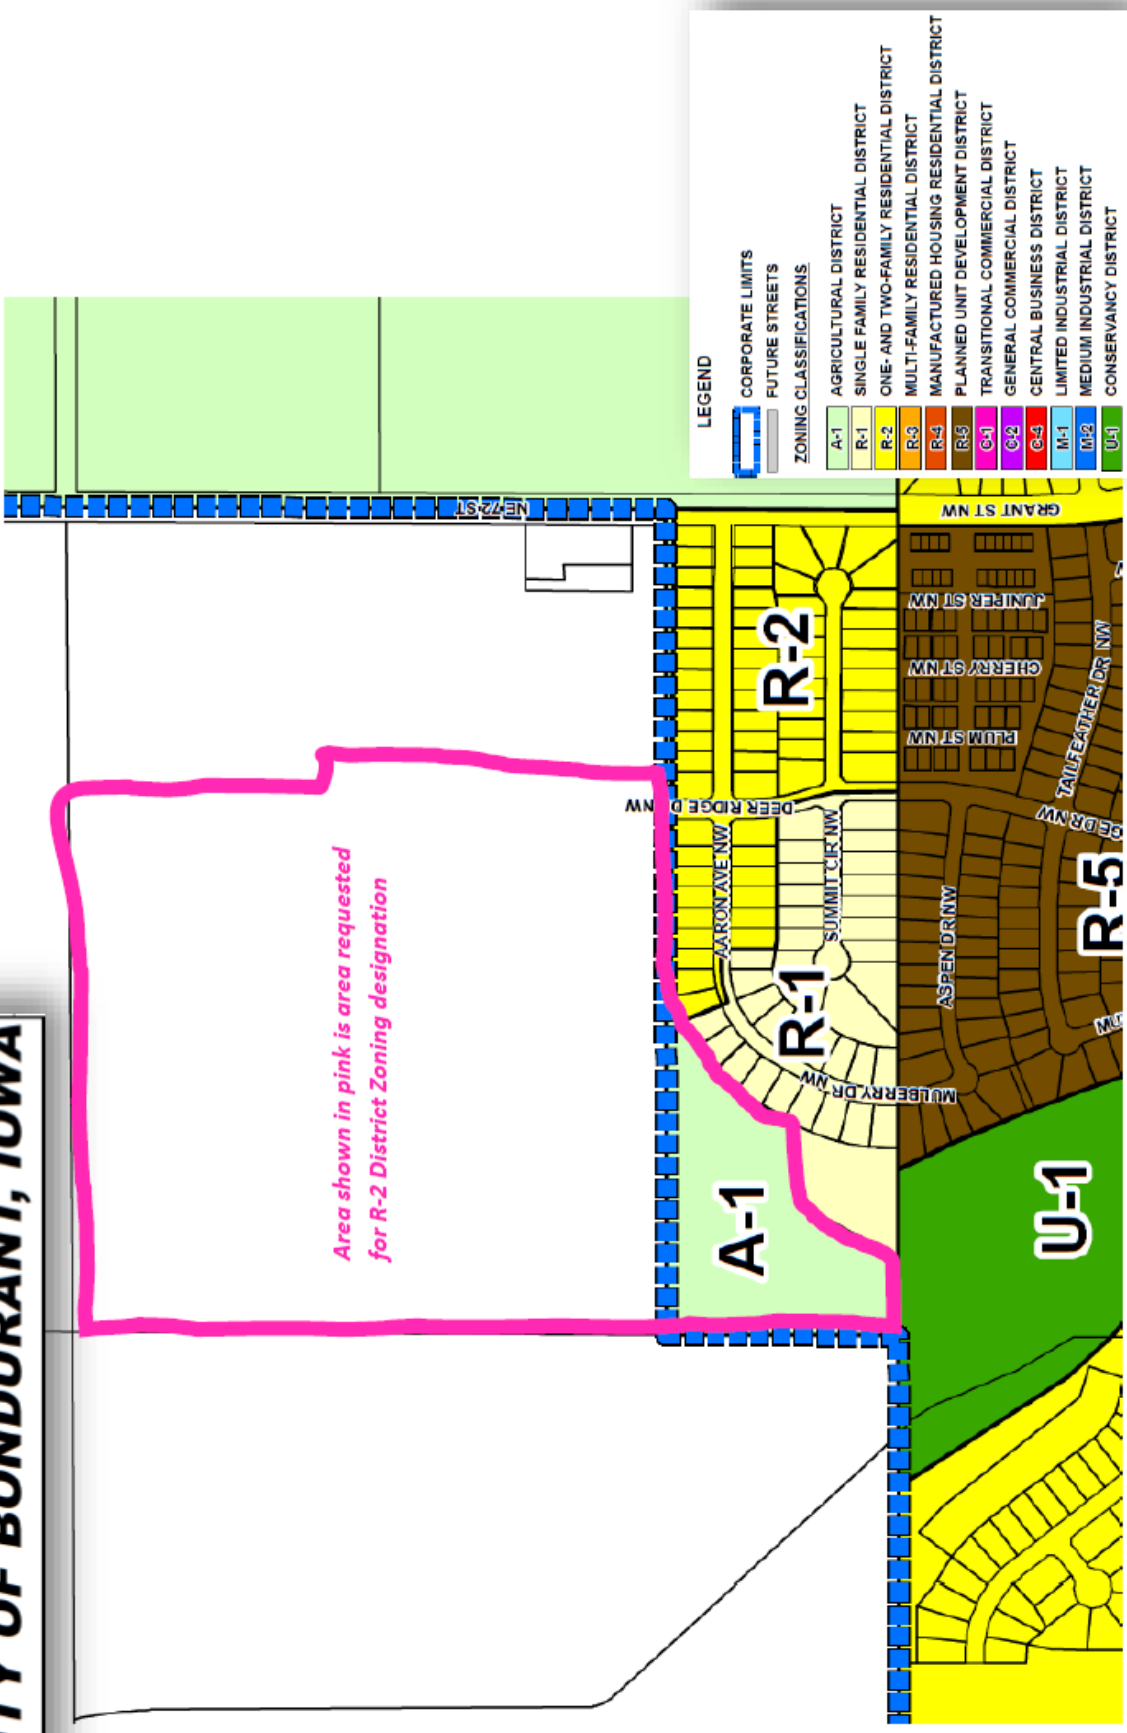 TY OF BONDURANT, IOWA
Area shown in pink is area requested
for R-2 District Zoning designation
NE 72 ST
A-1
R-1
R-2
R-5
U-1
DEER RIDGE D
NW
AARON AVE NW
SUMMIT CIR NW
MULBERRY DR NW
ASPEN DR NW
GRANT ST NW
JUNIPER ST NW
CHERRY ST NW
PLUM ST NW
TAILFEATHER DR NW
GE DR NW
LEGEND
CORPORATE LIMITS
FUTURE STREETS
ZONING CLASSIFICATIONS
A-1 AGRICULTURAL DISTRICT
R-1 SINGLE FAMILY RESIDENTIAL DISTRICT
R-2 ONE- AND TWO-FAMILY RESIDENTIAL DISTRICT
R-3 MULTI-FAMILY RESIDENTIAL DISTRICT
R-4 MANUFACTURED HOUSING RESIDENTIAL DISTRICT
R-5 PLANNED UNIT DEVELOPMENT DISTRICT
C-1 TRANSITIONAL COMMERCIAL DISTRICT
C-2 GENERAL COMMERCIAL DISTRICT
C-4 CENTRAL BUSINESS DISTRICT
M-1 LIMITED INDUSTRIAL DISTRICT
M-2 MEDIUM INDUSTRIAL DISTRICT
U-1 CONSERVANCY DISTRICT